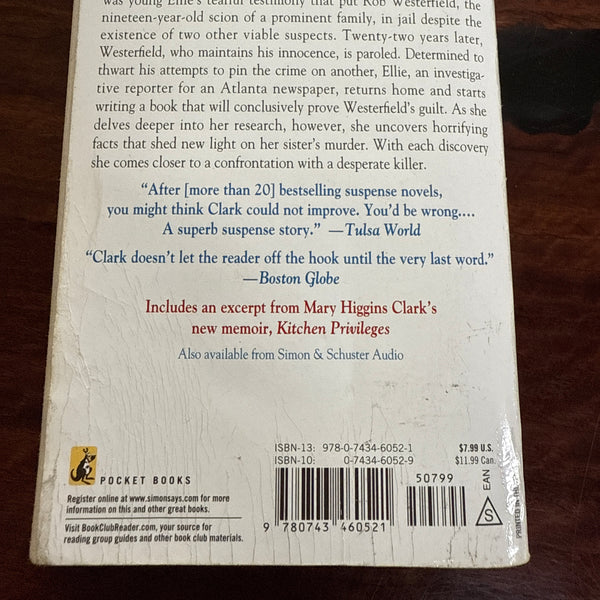 was young Ellie's tearful testimony that put Rob Westerfield, the
nineteen-year-old scion of a prominent family, in jail despite the
existence of two other viable suspects. Twenty-two years later,
Westerfield, who maintains his innocence, is paroled. Determined to
thwart his attempts to pin the crime on another, Ellie, an investiga-
tive reporter for an Atlanta newspaper, returns home and starts
writing a book that will conclusively prove Westerfield's guilt. As she
delves deeper into her research, however, she uncovers horrifying
facts that shed new light on her sister's murder. With each discovery
she comes closer to a confrontation with a desperate killer.
“After [more than 20] bestselling suspense novels,
you might think Clark could not improve. You'd be wrong....
A superb suspense story.” —Tulsa World
“Clark doesn't let the reader off the hook until the very last word.”
—Boston Globe
Includes an excerpt from Mary Higgins Clark's
new memoir, Kitchen Privileges
Also available from Simon & Schuster Audio
POCKET BOOKS
Register online at www.simonsays.com for more
information on this and other great books.
Visit BookClubReader.com, your source for
reading group guides and other book club materials.
ISBN-13: 978-0-7434-6052-1 $7.99 U.S.
ISBN-10: 0-7434-6052-9 $11.99 Can.
50799
9 780743 460521
EAN
S
PRINTED IN